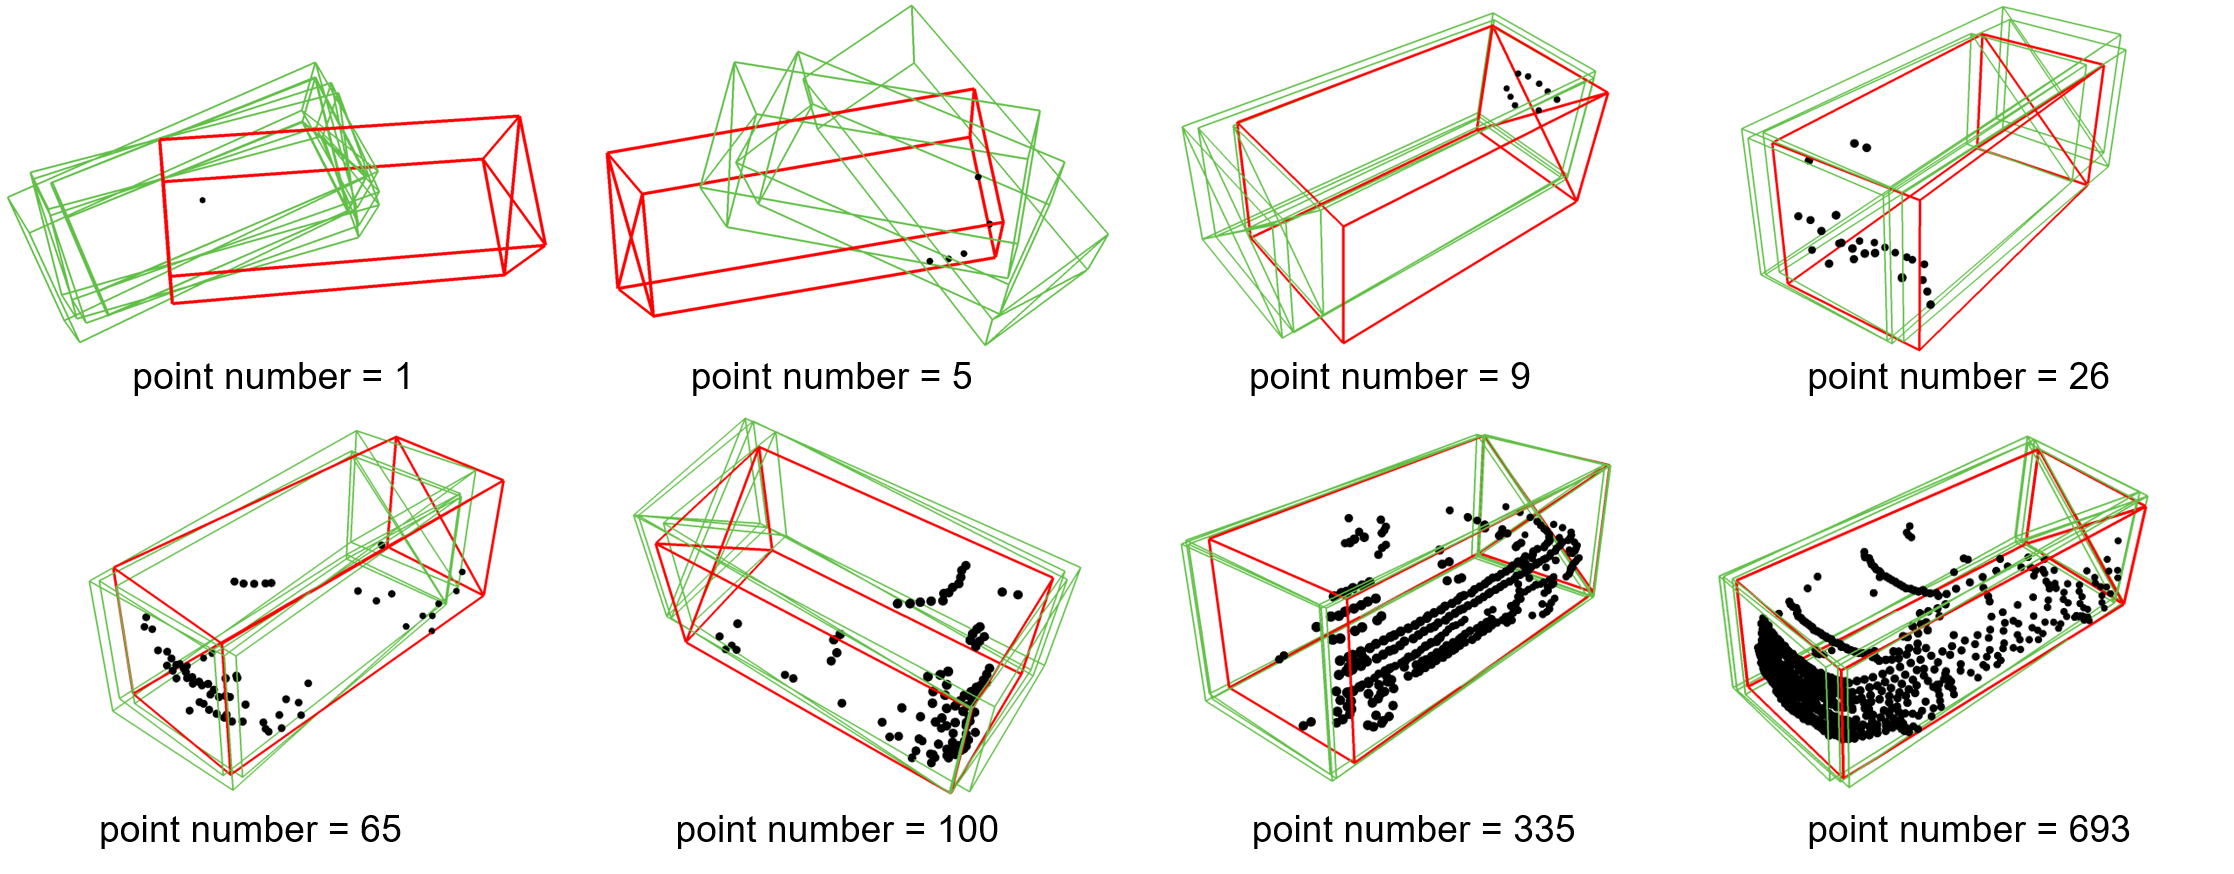 point number = 1
point number = 5
point number = 9
point number = 26
point number = 65
point number = 100
point number = 335
point number = 693